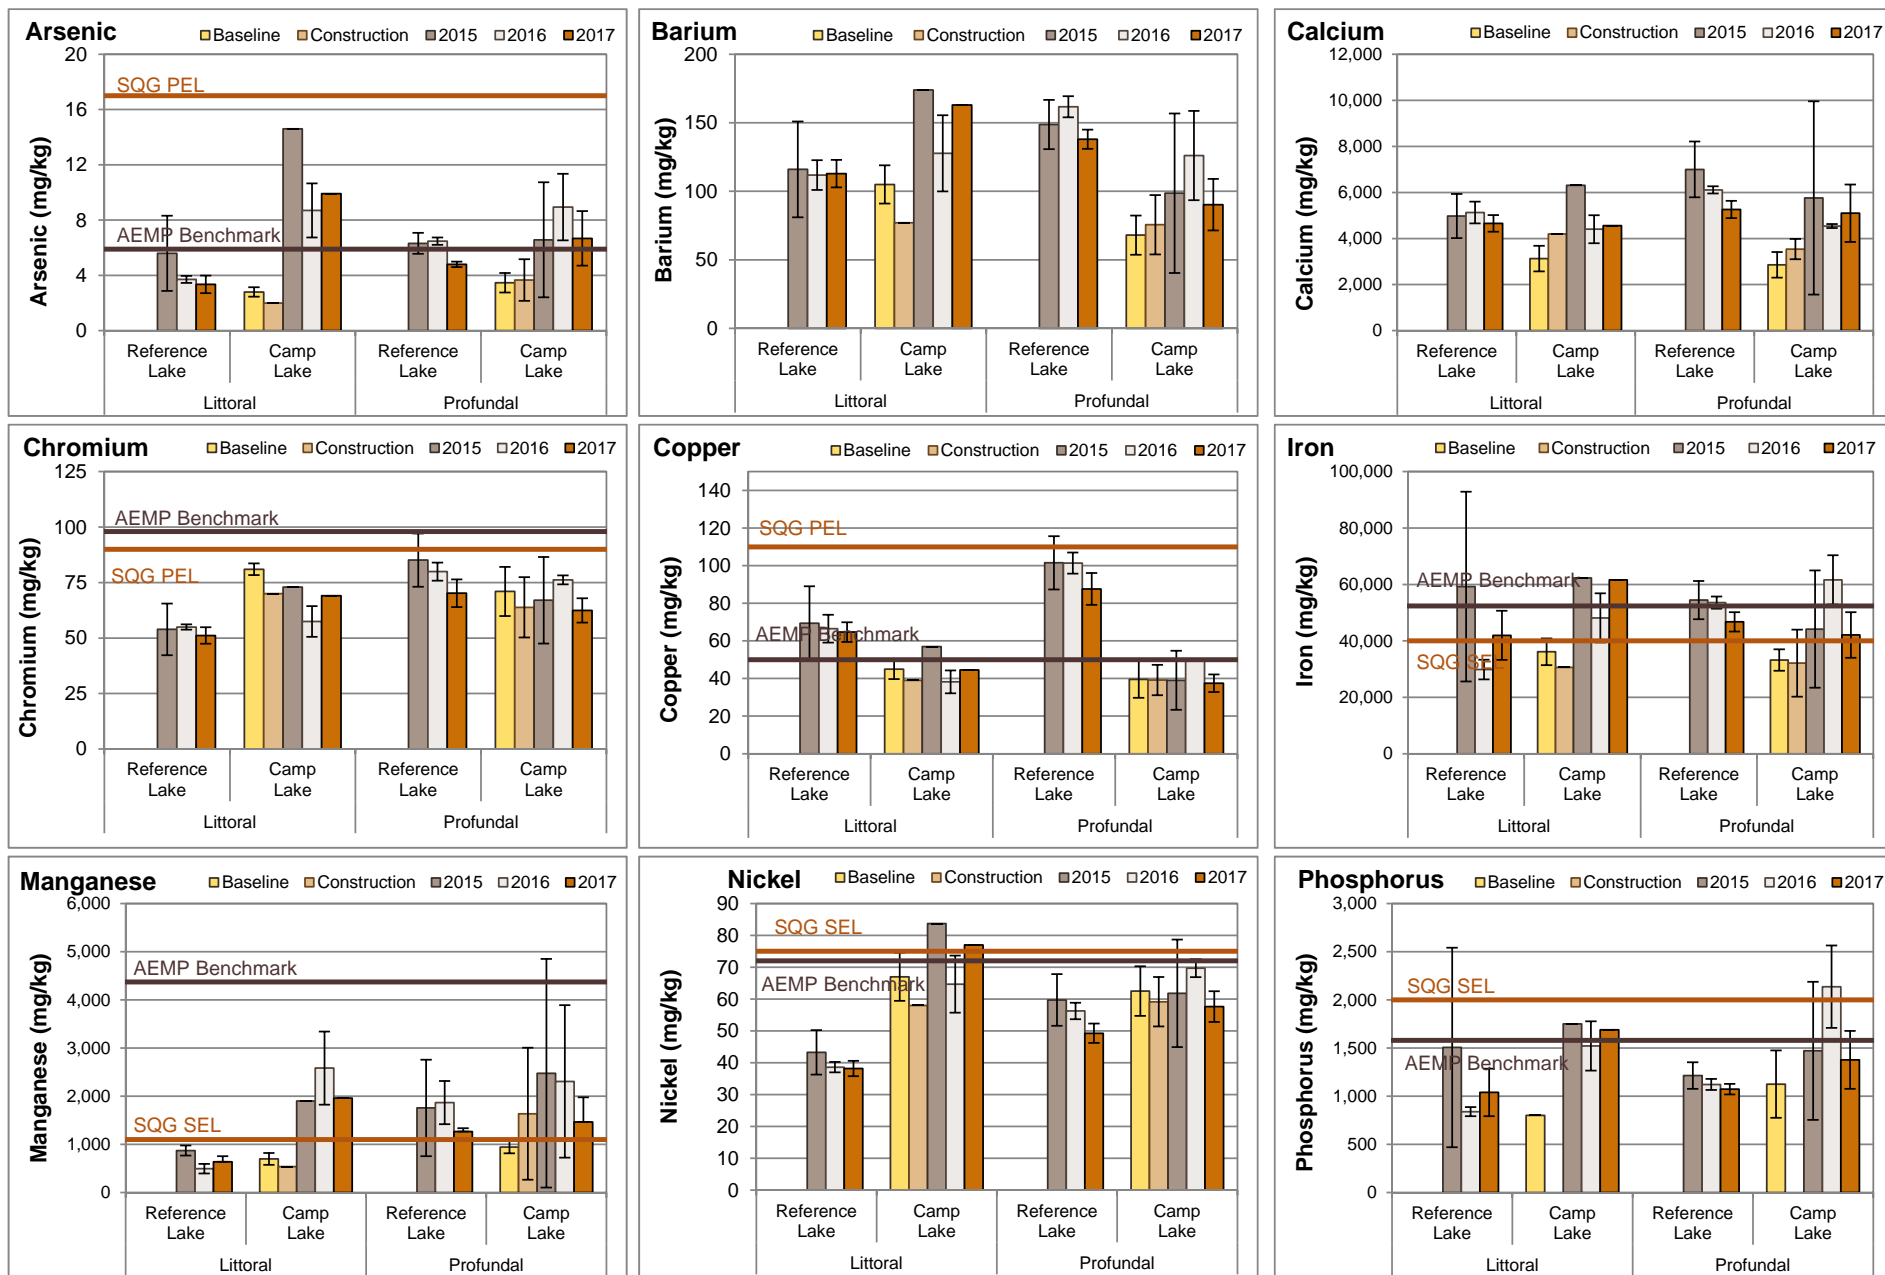 Arsenic
Baseline Construction 2015 2016 2017
Arsenic (mg/kg)
20
16
12
8
4
0
SQG PEL
AEMP Benchmark
Reference Lake
Camp Lake
Reference Lake
Camp Lake
Littoral
Profundal
Barium
Baseline Construction 2015 2016 2017
Barium (mg/kg)
200
150
100
50
0
Reference Lake
Camp Lake
Reference Lake
Camp Lake
Littoral
Profundal
Calcium
Baseline Construction 2015 2016 2017
Calcium (mg/kg)
12,000
10,000
8,000
6,000
4,000
2,000
0
Reference Lake
Camp Lake
Reference Lake
Camp Lake
Littoral
Profundal
Chromium
Baseline Construction 2015 2016 2017
Chromium (mg/kg)
125
100
75
50
25
0
AEMP Benchmark
SQG PEL
Reference Lake
Camp Lake
Reference Lake
Camp Lake
Littoral
Profundal
Copper
Baseline Construction 2015 2016 2017
Copper (mg/kg)
140
120
100
80
60
40
20
0
SQG PEL
AEMP Benchmark
Reference Lake
Camp Lake
Reference Lake
Camp Lake
Littoral
Profundal
Iron
Baseline Construction 2015 2016 2017
Iron (mg/kg)
100,000
80,000
60,000
40,000
20,000
0
AEMP Benchmark
SQG SEL
Reference Lake
Camp Lake
Reference Lake
Camp Lake
Littoral
Profundal
Manganese
Baseline Construction 2015 2016 2017
Manganese (mg/kg)
6,000
5,000
4,000
3,000
2,000
1,000
0
AEMP Benchmark
SQG SEL
Reference Lake
Camp Lake
Reference Lake
Camp Lake
Littoral
Profundal
Nickel
Baseline Construction 2015 2016 2017
Nickel (mg/kg)
90
80
70
60
50
40
30
20
10
0
SQG SEL
AEMP Benchmark
Reference Lake
Camp Lake
Reference Lake
Camp Lake
Littoral
Profundal
Phosphorus
Baseline Construction 2015 2016 2017
Phosphorus (mg/kg)
3,000
2,500
2,000
1,500
1,000
500
0
SQG SEL
AEMP Benchmark
Reference Lake
Camp Lake
Reference Lake
Camp Lake
Littoral
Profundal